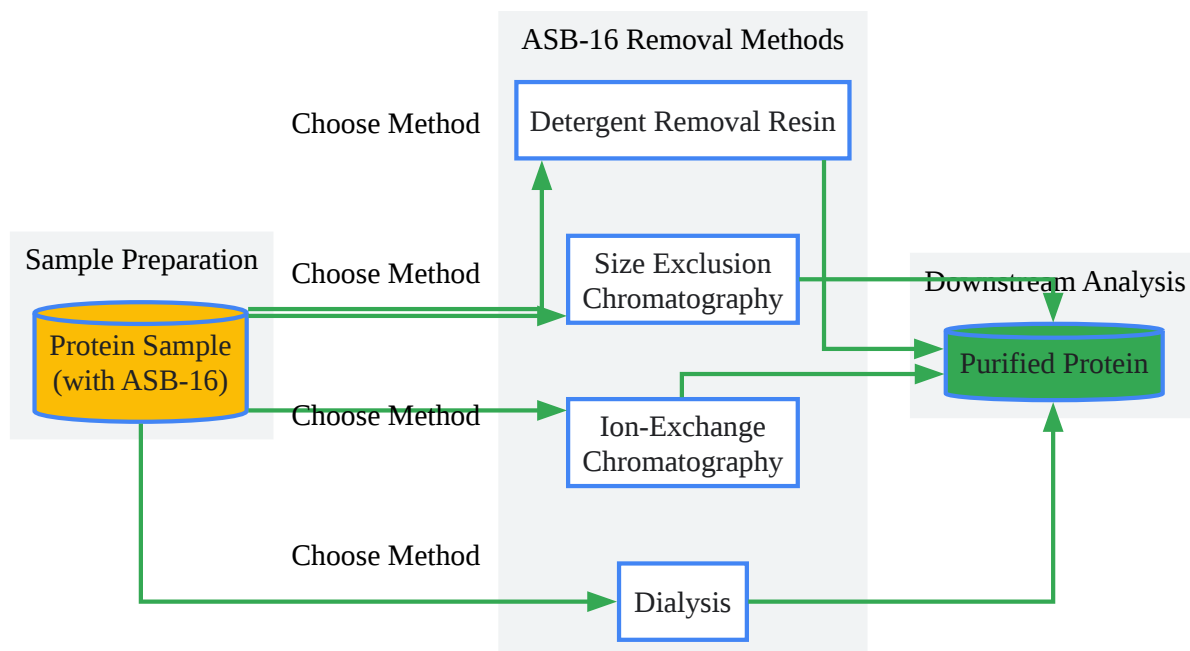 ASB-16 Removal Methods
Choose Method
Detergent Removal Resin
Sample Preparation
Choose Method
Size Exclusion
Chromatography
Downstream Analysis
Protein Sample
(with ASB-16)
Purified Protein
Choose Method
Ion-Exchange
Chromatography
Choose Method
Dialysis